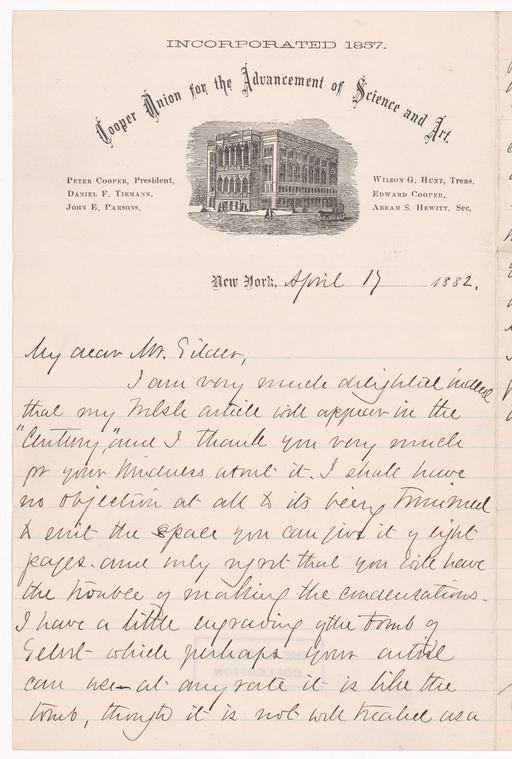 INCORPORATED 1857.
Cooper Union for the Advancement of Science and Art.
PETER COOPER, President,
DANIEL F. TIEMANN,
JOHN E. PARSONS,
WILSON G. HUNT, Treas.
EDWARD COOPER,
ABRAM S. HEWITT, Sec.
New York, April 17 1882.
My dear Mr. Gilder,
I am very much delighted indeed
that my Welsh article will appear in the
"Century," and I thank you very much
for your kindness about it. I shall have
no objection at all to its being trimmed
to suit the space you can give it of eight
pages. and only regret that you will have
the trouble of making the condensations.
I have a little engraving of the tomb of
Gelert which perhaps your artist
can use - at any rate it is like the
tomb, though it is not well treated as a